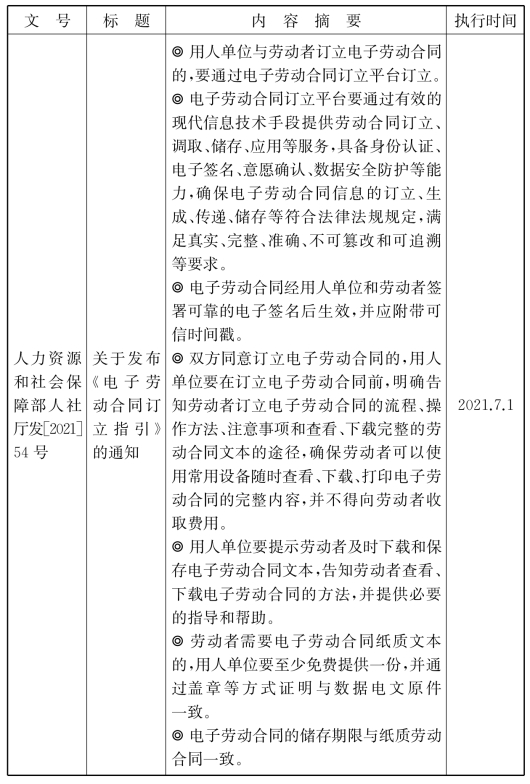 文　号
标　题
内　容　摘　要
执行时间
人力资源
和社会保
障部人社
厅发[2021]
54 号
关于发布
《电子劳
动合同订
立指引》
的通知
◎ 用人单位与劳动者订立电子劳动合同
的,要通过电子劳动合同订立平台订立。
◎ 电子劳动合同订立平台要通过有效的
现代信息技术手段提供劳动合同订立、
调取、储存、应用等服务,具备身份认证、
电子签名、意愿确认、数据安全防护等能
力,确保电子劳动合同信息的订立、生
成、传递、储存等符合法律法规规定,满
足真实、完整、准确、不可篡改和可追溯
等要求。
◎ 电子劳动合同经用人单位和劳动者签
署可靠的电子签名后生效,并应附带可
信时间戳。
◎ 双方同意订立电子劳动合同的,用人
单位要在订立电子劳动合同前,明确告
知劳动者订立电子劳动合同的流程、操
作方法、注意事项和查看、下载完整的劳
动合同文本的途径,确保劳动者可以使
用常用设备随时查看、下载、打印电子劳
动合同的完整内容,并不得向劳动者收
取费用。
◎ 用人单位要提示劳动者及时下载和保
存电子劳动合同文本,告知劳动者查看、
下载电子劳动合同的方法,并提供必要
的指导和帮助。
◎ 劳动者需要电子劳动合同纸质文本
的,用人单位要至少免费提供一份,并通
过盖章等方式证明与数据电文原件
一致。
◎ 电子劳动合同的储存期限与纸质劳动
合同一致。
2021.7.1